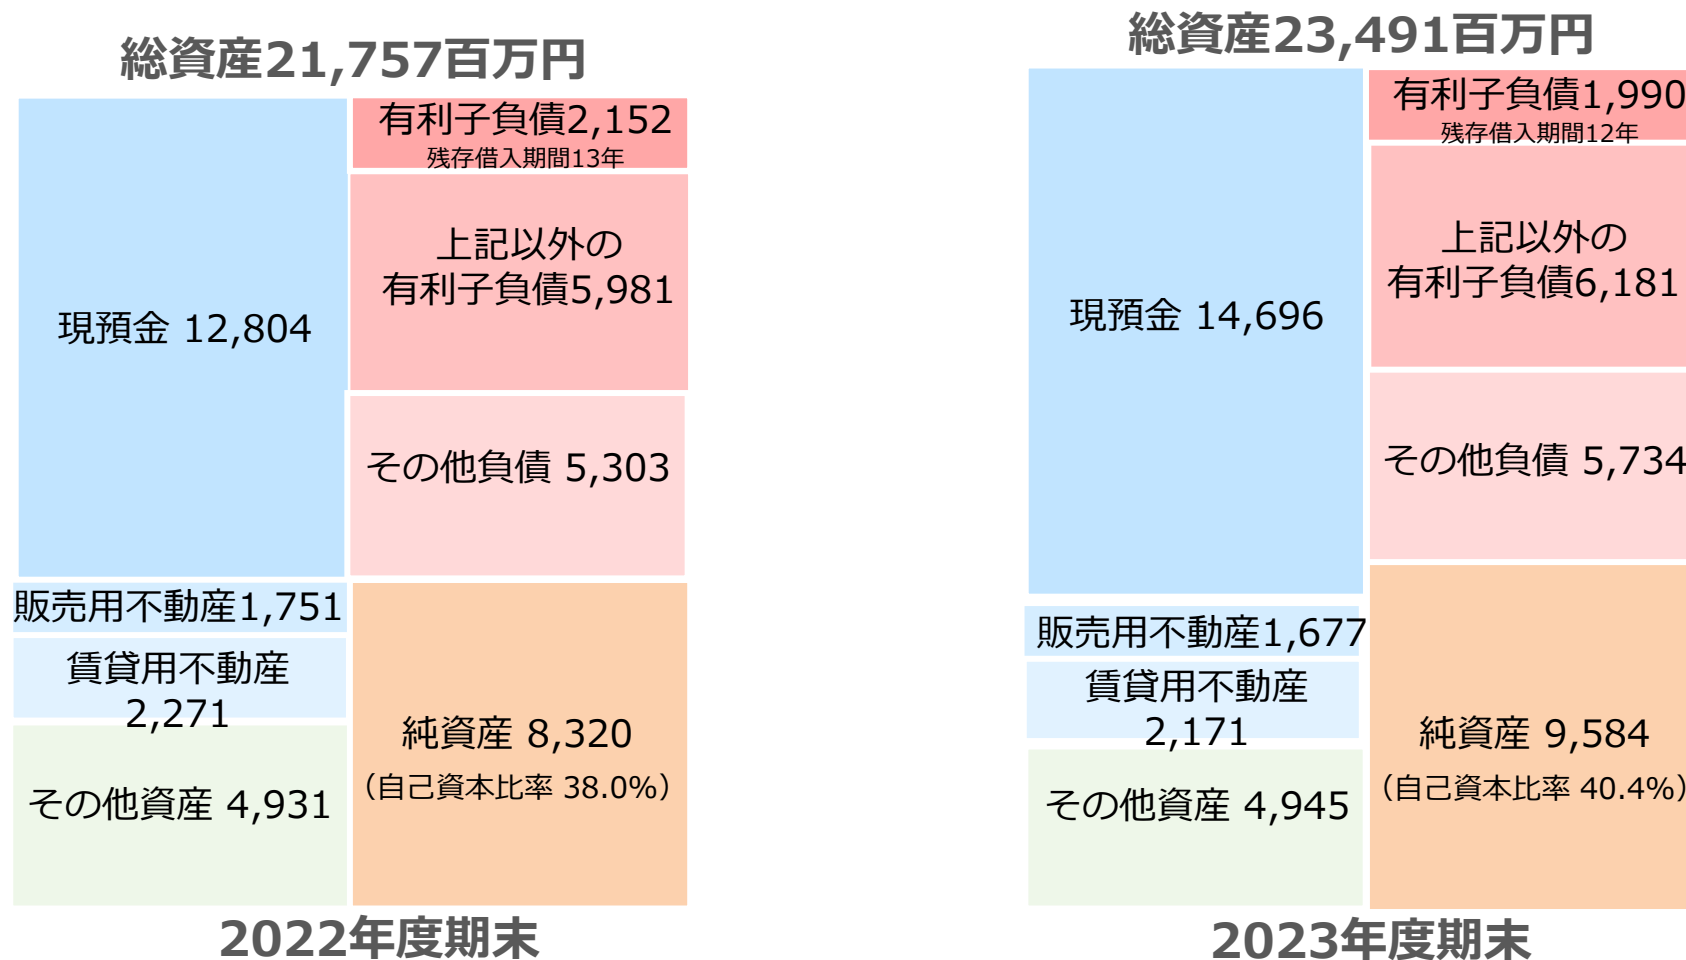 総資産21,757百万円
現預金 12,804
販売用不動産1,751
賃貸用不動産
2,271
その他資産 4,931
有利子負債2,152
残存借入期間13年
上記以外の
有利子負債5,981
その他負債 5,303
純資産 8,320
（自己資本比率 38.0%）
2022年度期末
総資産23,491百万円
現預金 14,696
販売用不動産1,677
賃貸用不動産
2,171
その他資産 4,945
有利子負債1,990
残存借入期間12年
上記以外の
有利子負債6,181
その他負債 5,734
純資産 9,584
（自己資本比率 40.4%）
2023年度期末